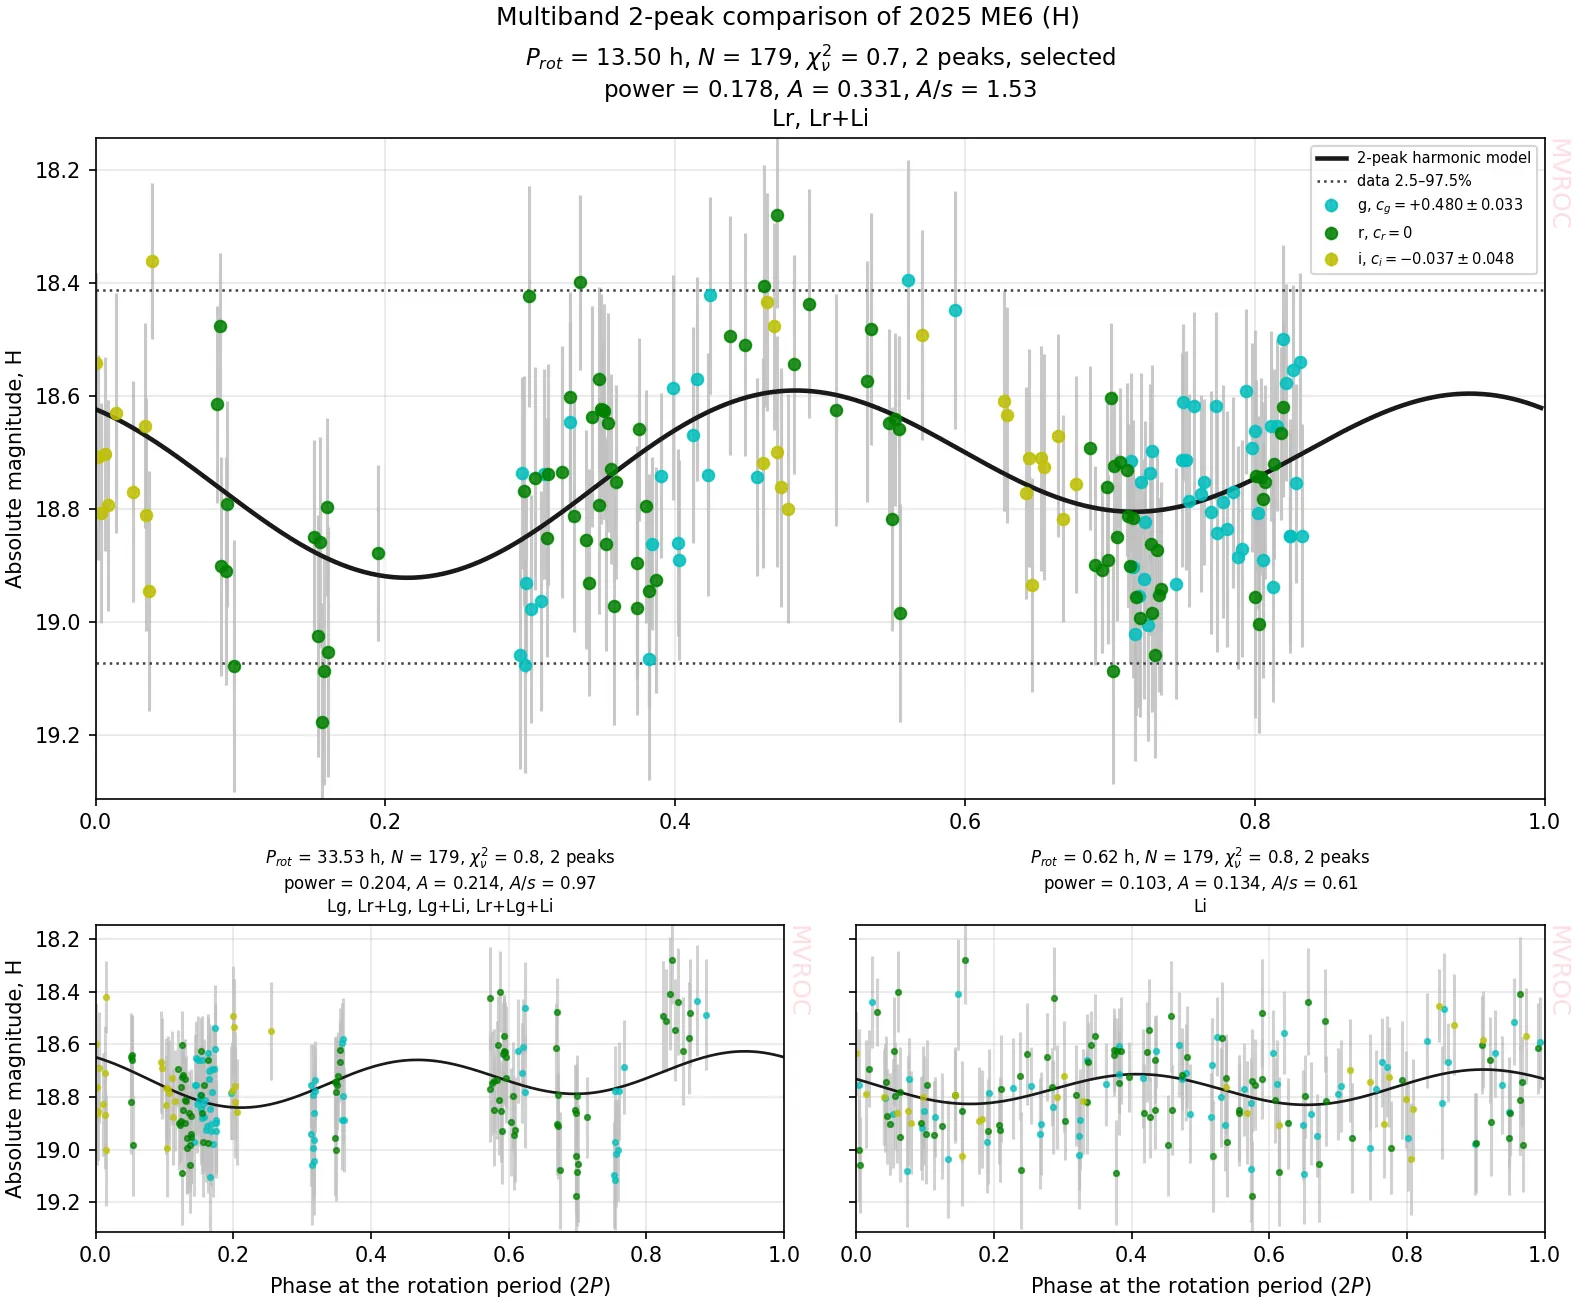 Multiband 2-peak comparison of 2025 ME6 (H)
P_rot = 13.50 h, N = 179, χ²_ν = 0.7, 2 peaks, selected
power = 0.178, A = 0.331, A/s = 1.53
Lr, Lr+Li
2-peak harmonic model
data 2.5–97.5%
g, c_g = +0.480 ± 0.033
r, c_r = 0
i, c_i = −0.037 ± 0.048
MVROC
Absolute magnitude, H
18.2
18.4
18.6
18.8
19.0
19.2
0.0 0.2 0.4 0.6 0.8 1.0
P_rot = 33.53 h, N = 179, χ²_ν = 0.8, 2 peaks
power = 0.204, A = 0.214, A/s = 0.97
Lg, Lr+Lg, Lg+Li, Lr+Lg+Li
MVROC
Absolute magnitude, H
18.2
18.4
18.6
18.8
19.0
19.2
0.0 0.2 0.4 0.6 0.8 1.0
Phase at the rotation period (2P)
P_rot = 0.62 h, N = 179, χ²_ν = 0.8, 2 peaks
power = 0.103, A = 0.134, A/s = 0.61
Li
MVROC
0.0 0.2 0.4 0.6 0.8 1.0
Phase at the rotation period (2P)